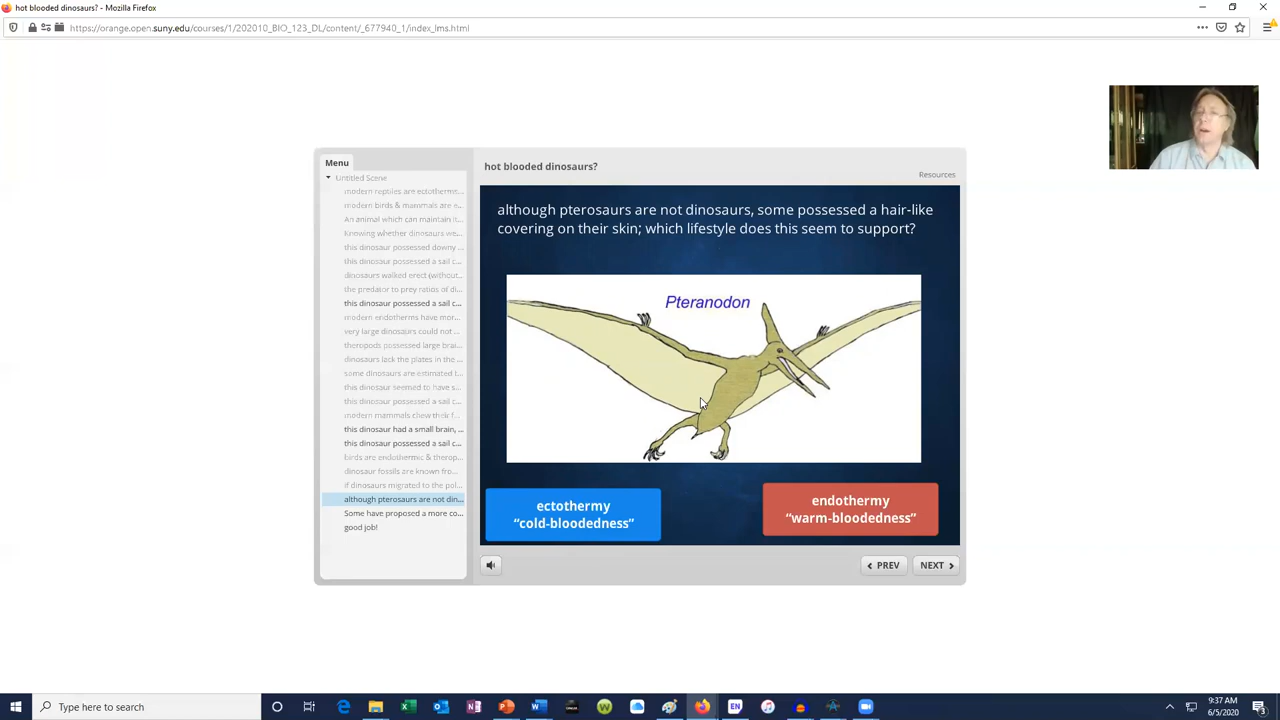 hot blooded dinosaurs? - Mozilla Firefox
https://orange.open.suny.edu/courses/1/202010_BIO_123_DL/content/_677940_1/index_lms.html
Menu
Untitled Scene
modern reptiles are ectotherms...
modern birds & mammals are e...
An animal which can maintain it...
Knowing whether dinosaurs we...
this dinosaur possessed downy ...
this dinosaur possessed a sail c...
dinosaurs walked erect (without...
the predator to prey ratios of di...
this dinosaur possessed a sail c...
modern endotherms have mor...
very large dinosaurs could not ...
theropods possessed large brai...
dinosaurs lack the plates in the ...
some dinosaurs are estimated t...
this dinosaur seemed to have s...
this dinosaur possessed a sail c...
modern mammals chew their f...
this dinosaur had a small brain, ...
this dinosaur possessed a sail c...
birds are endothermic & therop...
dinosaur fossils are known fro...
if dinosaurs migrated to the pol...
although pterosaurs are not din...
Some have proposed a more co...
good job!
hot blooded dinosaurs?
Resources
although pterosaurs are not dinosaurs, some possessed a hair-like
covering on their skin; which lifestyle does this seem to support?
Pteranodon
ectothermy
“cold-bloodedness”
endothermy
“warm-bloodedness”
PREV
NEXT
Type here to search
9:37 AM
6/5/2020